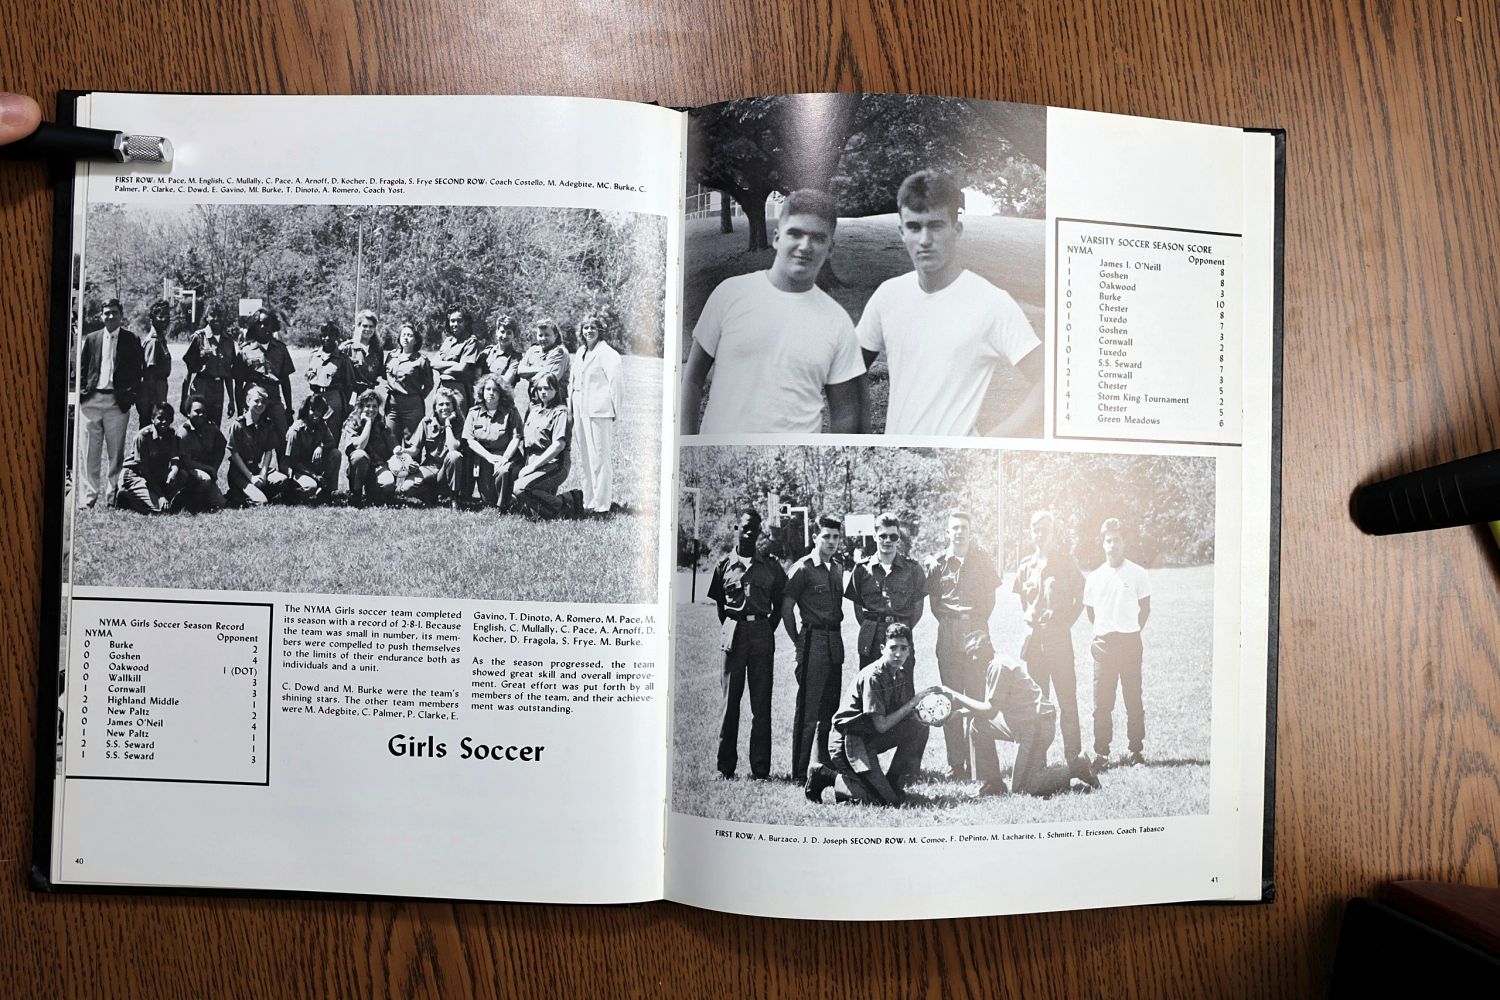 FIRST ROW: M. Pace, M. English, C. Mullally, C. Pace, A. Arnoff, D. Kocher, D. Fragola, S. Frye SECOND ROW: Coach Costello, M. Adegbite, MC. Burke, C.
Palmer, P. Clarke, C. Dowd, E. Gavino, MI. Burke, T. Dinoto, A. Romero, Coach Yost.
NYMA Girls Soccer Season Record
NYMA Opponent
0 Burke 2
0 Goshen 4
0 Oakwood 1 (DOT)
0 Wallkill 3
1 Cornwall 3
2 Highland Middle 1
0 New Paltz 2
0 James O'Neil 4
1 New Paltz 1
2 S.S. Seward 1
1 S.S. Seward 3
The NYMA Girls soccer team completed
its season with a record of 2-8-1. Because
the team was small in number, its mem-
bers were compelled to push themselves
to the limits of their endurance both as
individuals and a unit.
C. Dowd and M. Burke were the team's
shining stars. The other team members
were M. Adegbite, C. Palmer, P. Clarke, E.
Gavino, T. Dinoto, A. Romero, M. Pace, M.
English, C. Mullally, C. Pace, A. Arnoff, D.
Kocher, D. Fragola, S. Frye. M. Burke.
As the season progressed, the team
showed great skill and overall improve-
ment. Great effort was put forth by all
members of the team, and their achieve-
ment was outstanding.
Girls Soccer
40
VARSITY SOCCER SEASON SCORE
NYMA Opponent
1 James I. O'Neill 8
1 Goshen 8
1 Oakwood 3
0 Burke 10
0 Chester 8
1 Tuxedo 7
0 Goshen 3
1 Cornwall 2
0 Tuxedo 8
1 S.S. Seward 7
2 Cornwall 3
1 Chester 5
4 Storm King Tournament 2
1 Chester 5
4 Green Meadows 6
FIRST ROW: A. Burzaco, J. D. Joseph SECOND ROW: M. Comoe, F. DePinto, M. Lacharite, L. Schmitt, T. Ericsson, Coach Tabasco
41